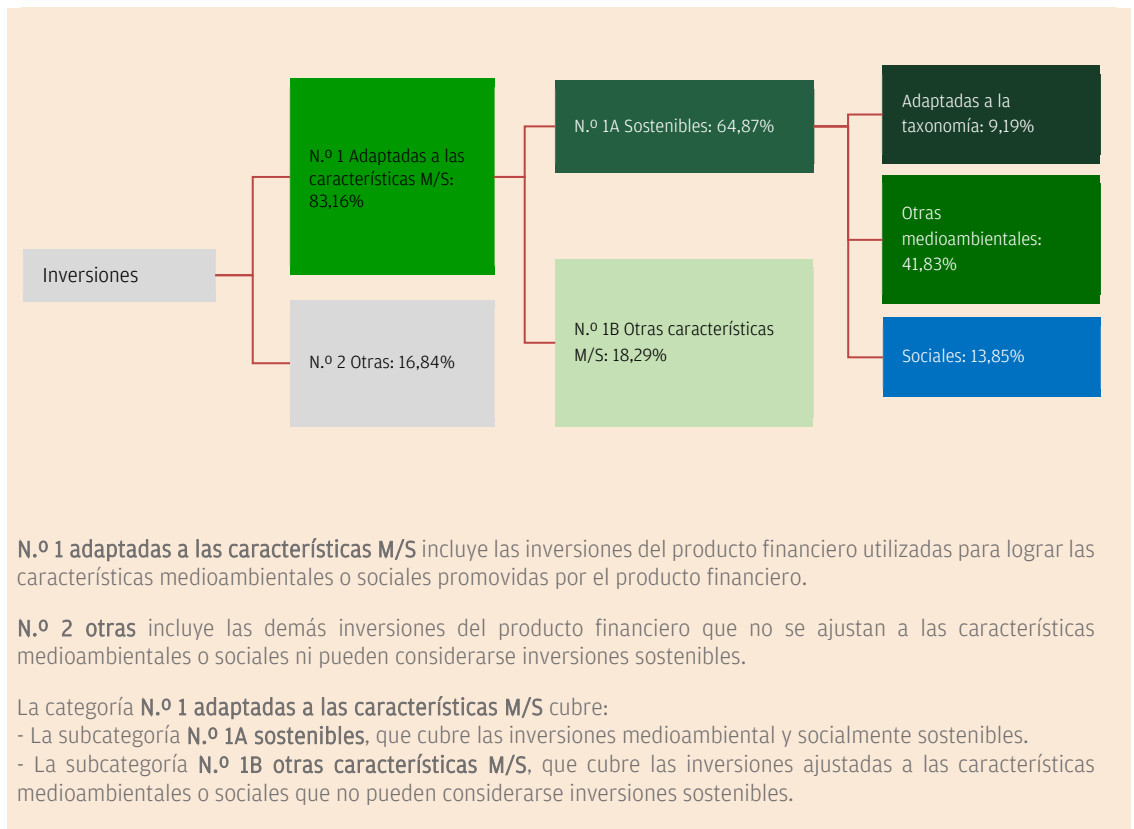 Inversiones
N.º 1 Adaptadas a las
características M/S:
83,16%
N.º 2 Otras: 16,84%
N.º 1A Sostenibles: 64,87%
N.º 1B Otras características
M/S: 18,29%
Adaptadas a la
taxonomía: 9,19%
Otras
medioambientales:
41,83%
Sociales: 13,85%
N.º 1 adaptadas a las características M/S incluye las inversiones del producto financiero utilizadas para lograr las
características medioambientales o sociales promovidas por el producto financiero.
N.º 2 otras incluye las demás inversiones del producto financiero que no se ajustan a las características
medioambientales o sociales ni pueden considerarse inversiones sostenibles.
La categoría N.º 1 adaptadas a las características M/S cubre:
- La subcategoría N.º 1A sostenibles, que cubre las inversiones medioambiental y socialmente sostenibles.
- La subcategoría N.º 1B otras características M/S, que cubre las inversiones ajustadas a las características
medioambientales o sociales que no pueden considerarse inversiones sostenibles.